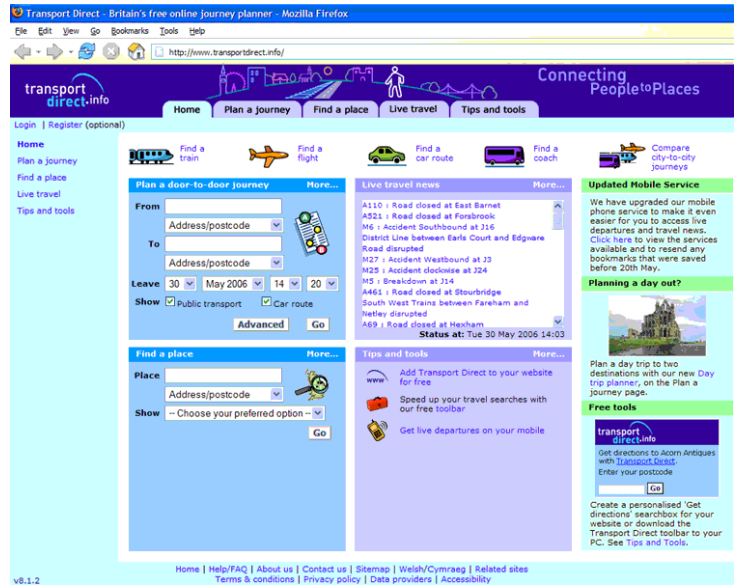 Transport Direct - Britain's free online journey planner - Mozilla Firefox
File Edit View Go Bookmarks Tools Help
http://www.transportdirect.info/
transport
direct.info
Connecting
PeopletoPlaces
Home Plan a journey Find a place Live travel Tips and tools
Login | Register (optional)
Home
Plan a journey
Find a place
Live travel
Tips and tools
Find a
train
Find a
flight
Find a
car route
Find a
coach
Compare
city-to-city
journeys
Plan a door-to-door journey More...
From
Address/postcode
To
Address/postcode
Leave 30 May 2006 14 20
Show Public transport Car route
Advanced Go
Live travel news More...
A110 : Road closed at East Barnet
A521 : Road closed at Forsbrook
M6 : Accident Southbound at J16
District Line between Earls Court and Edgware
Road disrupted
M27 : Accident Westbound at J3
M25 : Accident clockwise at J24
M5 : Breakdown at J14
A461 : Road closed at Stourbridge
South West Trains between Fareham and
Netley disrupted
A69 : Road closed at Hexham
Status at: Tue 30 May 2006 14:03
Updated Mobile Service
We have upgraded our mobile
phone service to make it even
easier for you to access live
departures and travel news.
Click here to view the services
available and to resend any
bookmarks that were saved
before 20th May.
Planning a day out?
Plan a day trip to two
destinations with our new Day
trip planner, on the Plan a
journey page.
Find a place More...
Place
Address/postcode
Show -- Choose your preferred option --
Go
Tips and tools More...
www
Add Transport Direct to your website
for free
Speed up your travel searches with
our free toolbar
Get live departures on your mobile
Free tools
transport
direct.info
Get directions to Acorn Antiques
with Transport Direct.
Enter your postcode
Go
Create a personalised 'Get
directions' searchbox for your
website or download the
Transport Direct toolbar to your
PC. See Tips and Tools.
Home | Help/FAQ | About us | Contact us | Sitemap | Welsh/Cymraeg | Related sites
Terms & conditions | Privacy policy | Data providers | Accessibility
v8.1.2